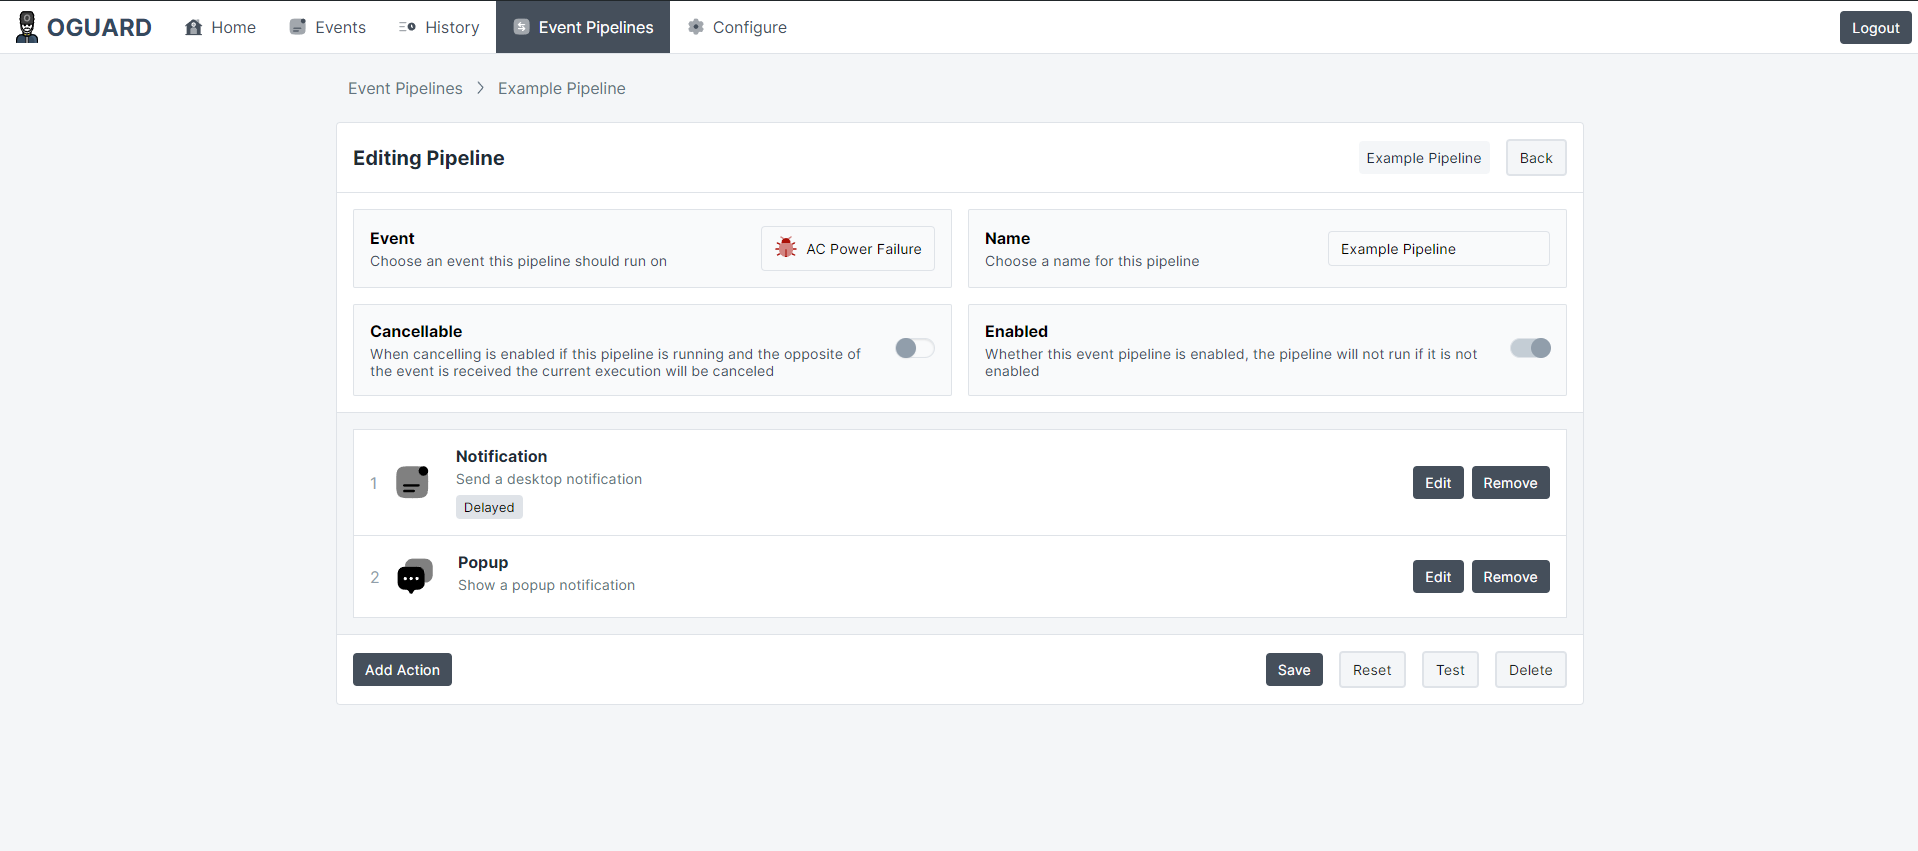 OGUARD
Home
Events
History
Event Pipelines
Configure
Logout
Event Pipelines
Example Pipeline
Editing Pipeline
Example Pipeline
Back
Event
Choose an event this pipeline should run on
AC Power Failure
Name
Choose a name for this pipeline
Example Pipeline
Cancellable
When cancelling is enabled if this pipeline is running and the opposite of
the event is received the current execution will be canceled
Enabled
Whether this event pipeline is enabled, the pipeline will not run if it is not
enabled
1
Notification
Send a desktop notification
Delayed
Edit
Remove
2
Popup
Show a popup notification
Edit
Remove
Add Action
Save
Reset
Test
Delete